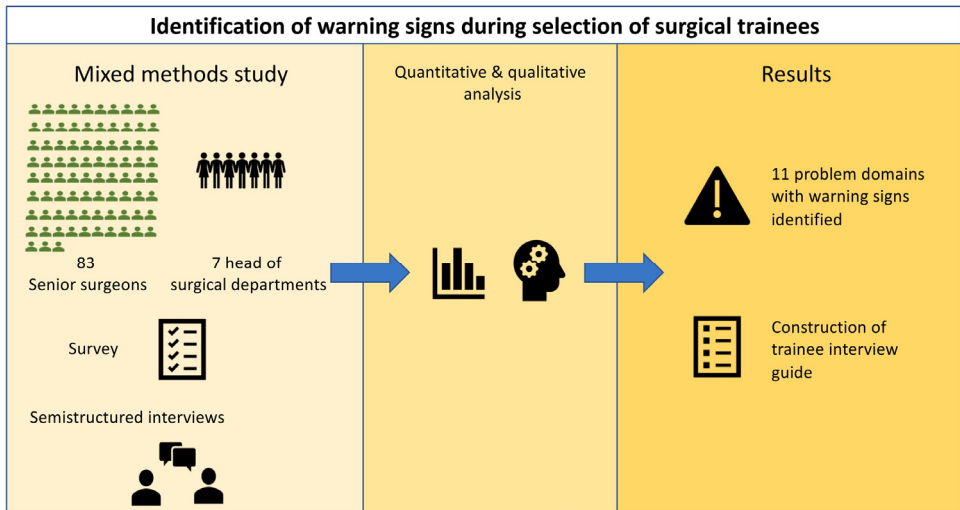 Identification of warning signs during selection of surgical trainees
Mixed methods study
83
Senior surgeons
7 head of
surgical departments
Survey
Semistructured interviews
Quantitative & qualitative
analysis
Results
11 problem domains
with warning signs
identified
Construction of
trainee interview
guide